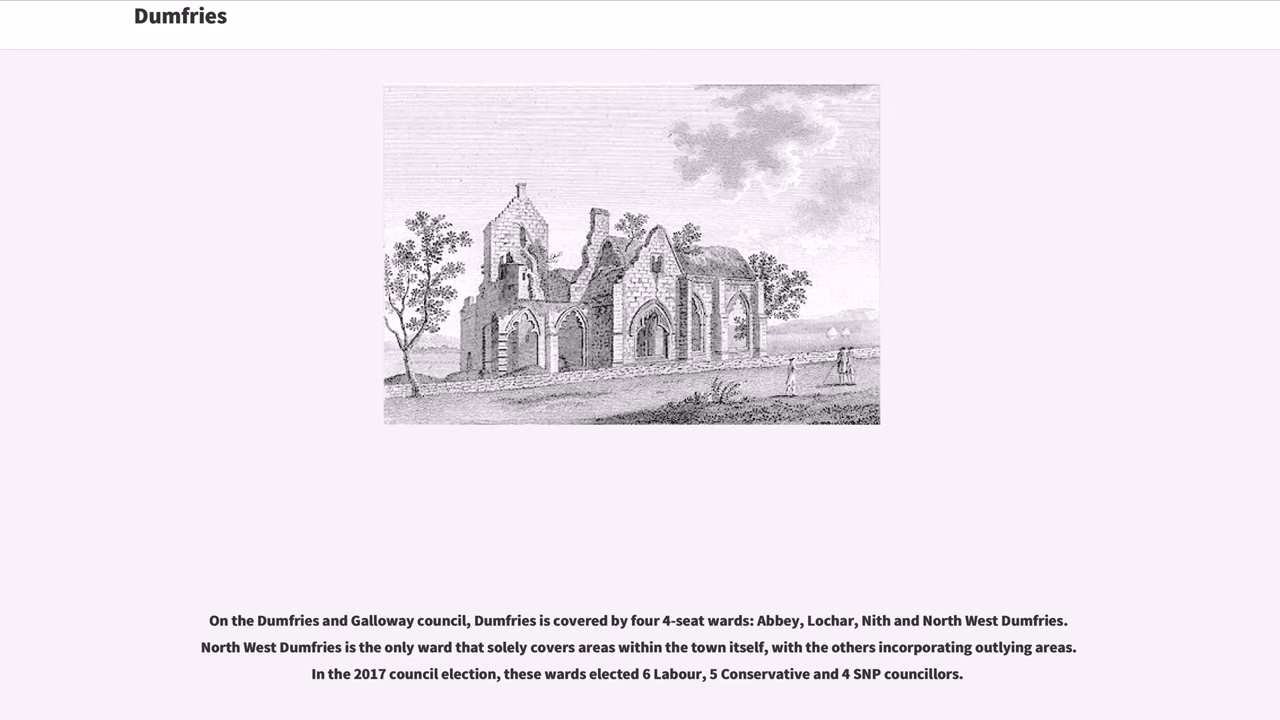 Dumfries
On the Dumfries and Galloway council, Dumfries is covered by four 4-seat wards: Abbey, Lochar, Nith and North West Dumfries.
North West Dumfries is the only ward that solely covers areas within the town itself, with the others incorporating outlying areas.
In the 2017 council election, these wards elected 6 Labour, 5 Conservative and 4 SNP councillors.